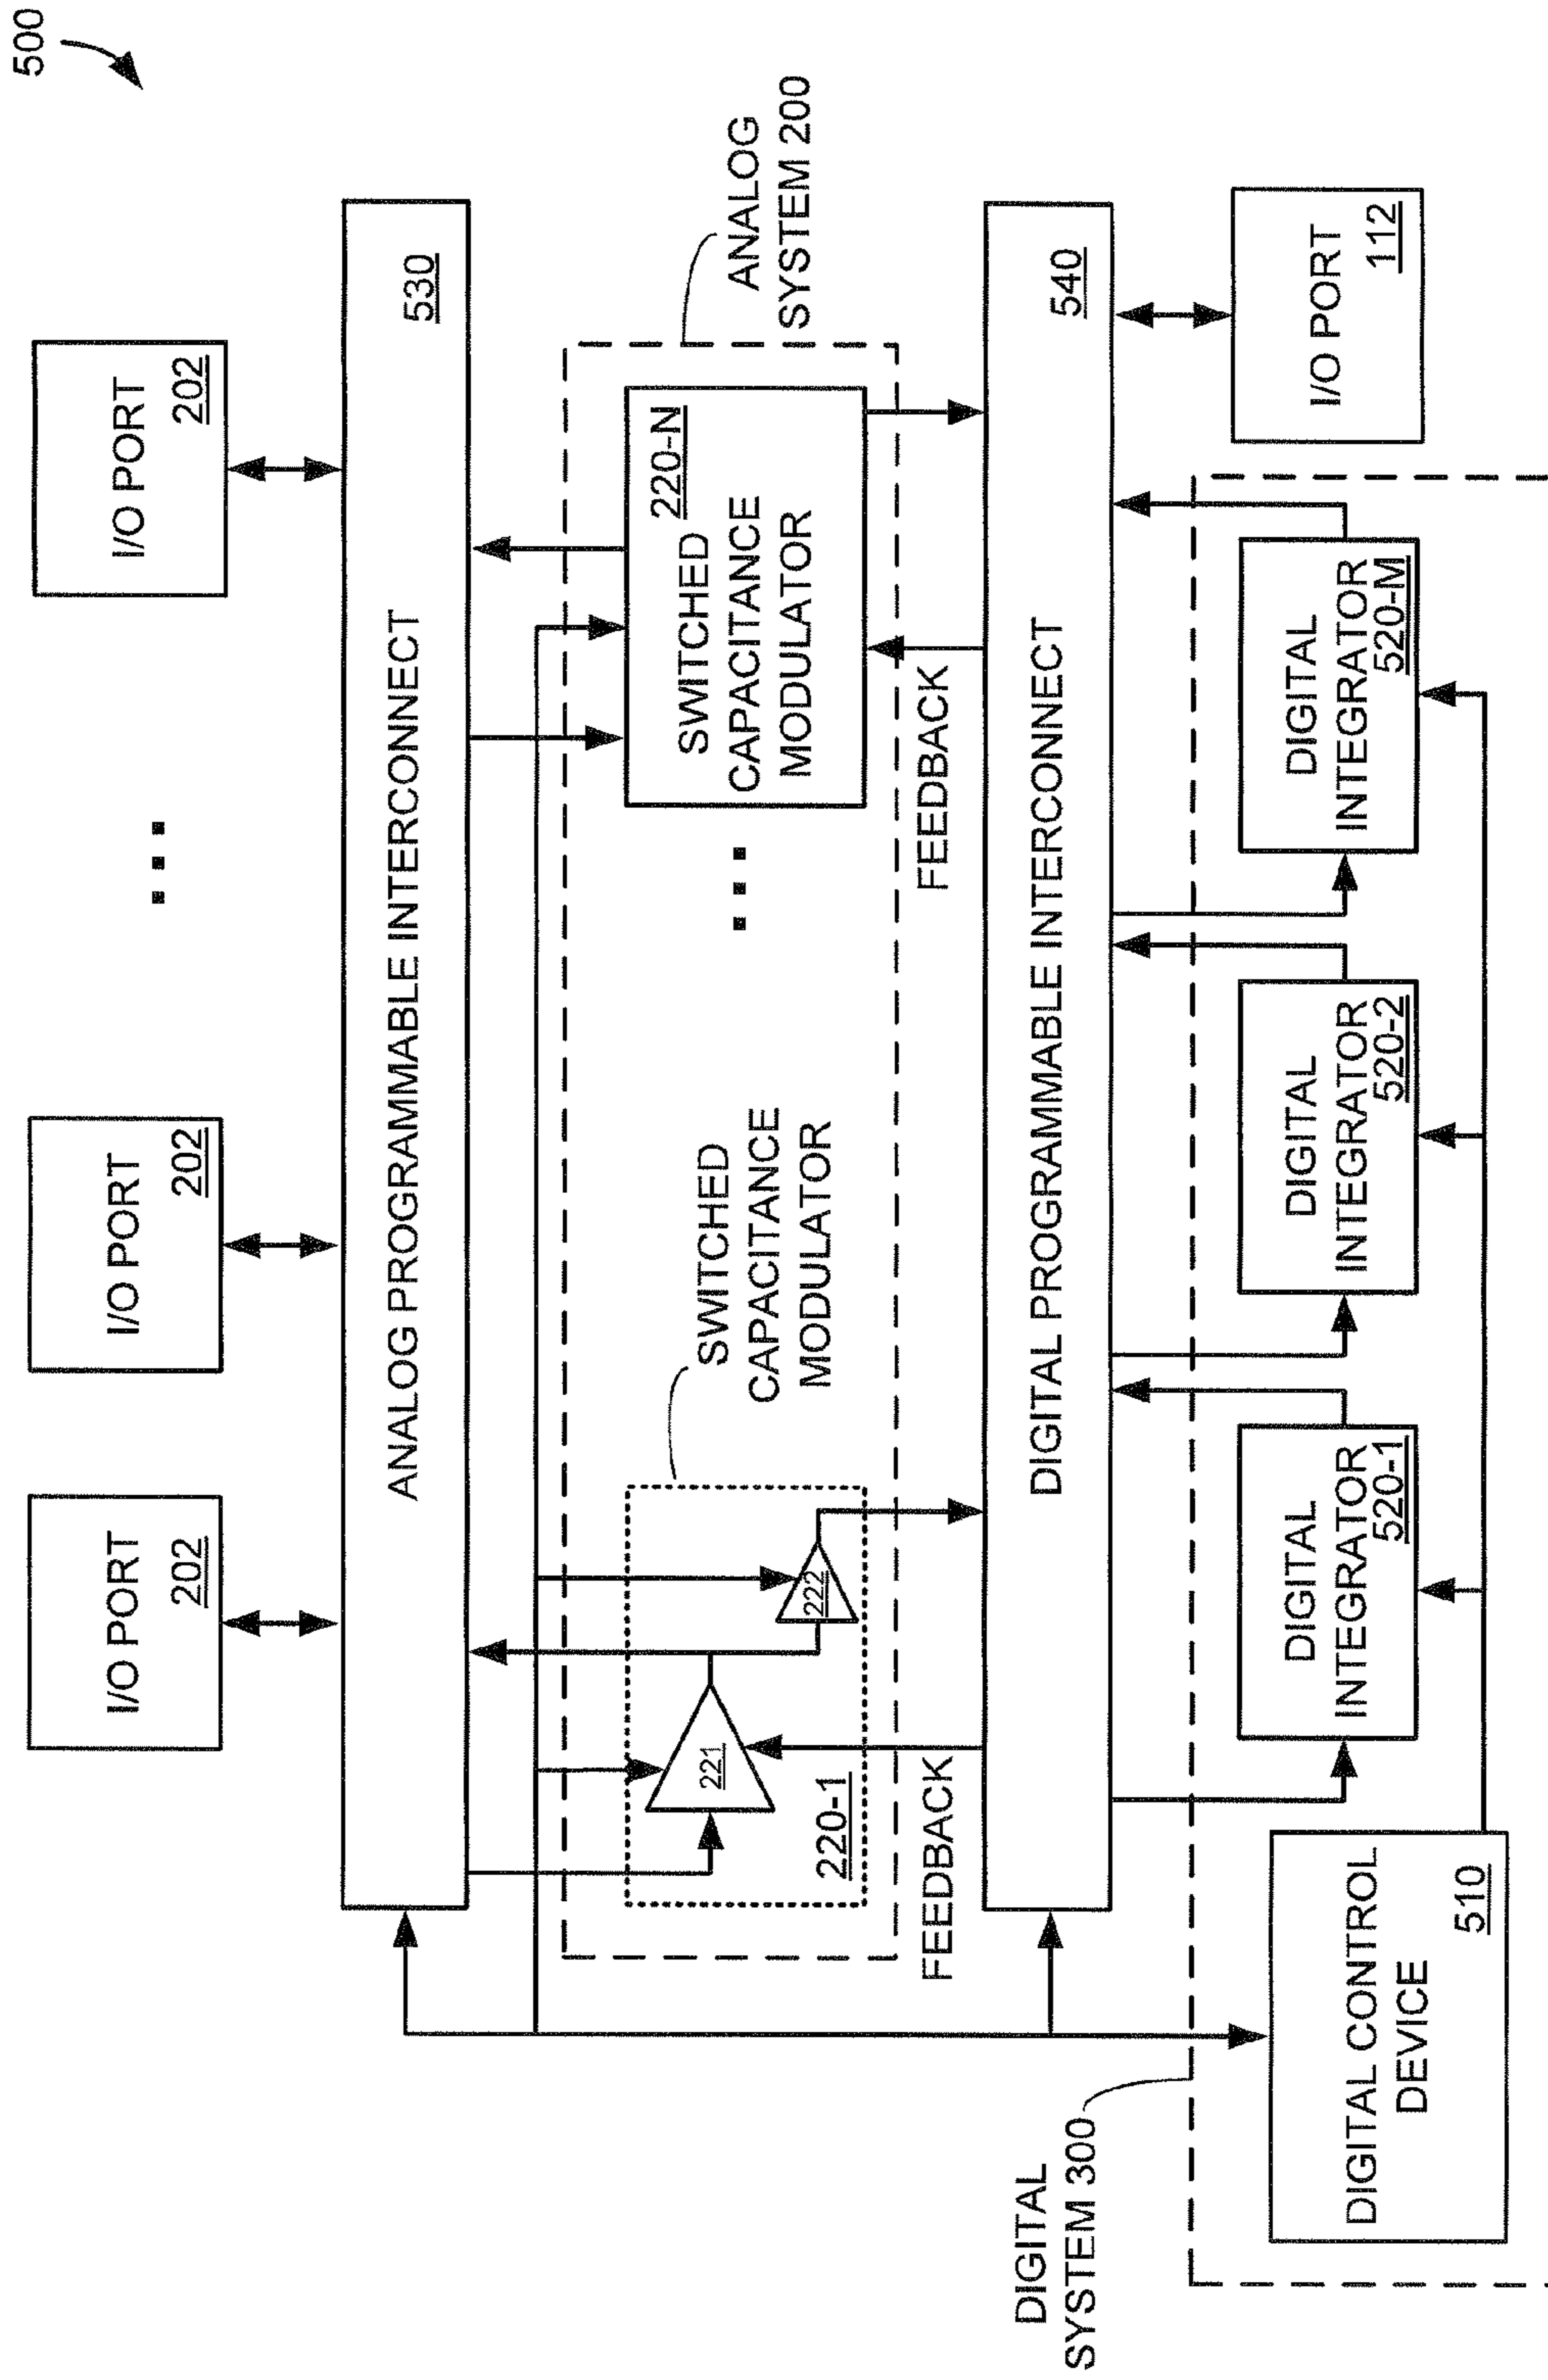 500
I/O PORT
202
I/O PORT
202
I/O PORT
202
ANALOG PROGRAMMABLE INTERCONNECT
530
220-1
221
222
SWITCHED
CAPACITANCE
MODULATOR
220-N
SWITCHED
CAPACITANCE
MODULATOR
ANALOG
SYSTEM 200
FEEDBACK
FEEDBACK
DIGITAL PROGRAMMABLE INTERCONNECT
540
DIGITAL
SYSTEM 300
DIGITAL CONTROL
DEVICE
510
DIGITAL
INTEGRATOR
520-1
DIGITAL
INTEGRATOR
520-2
DIGITAL
INTEGRATOR
520-M
I/O PORT
112